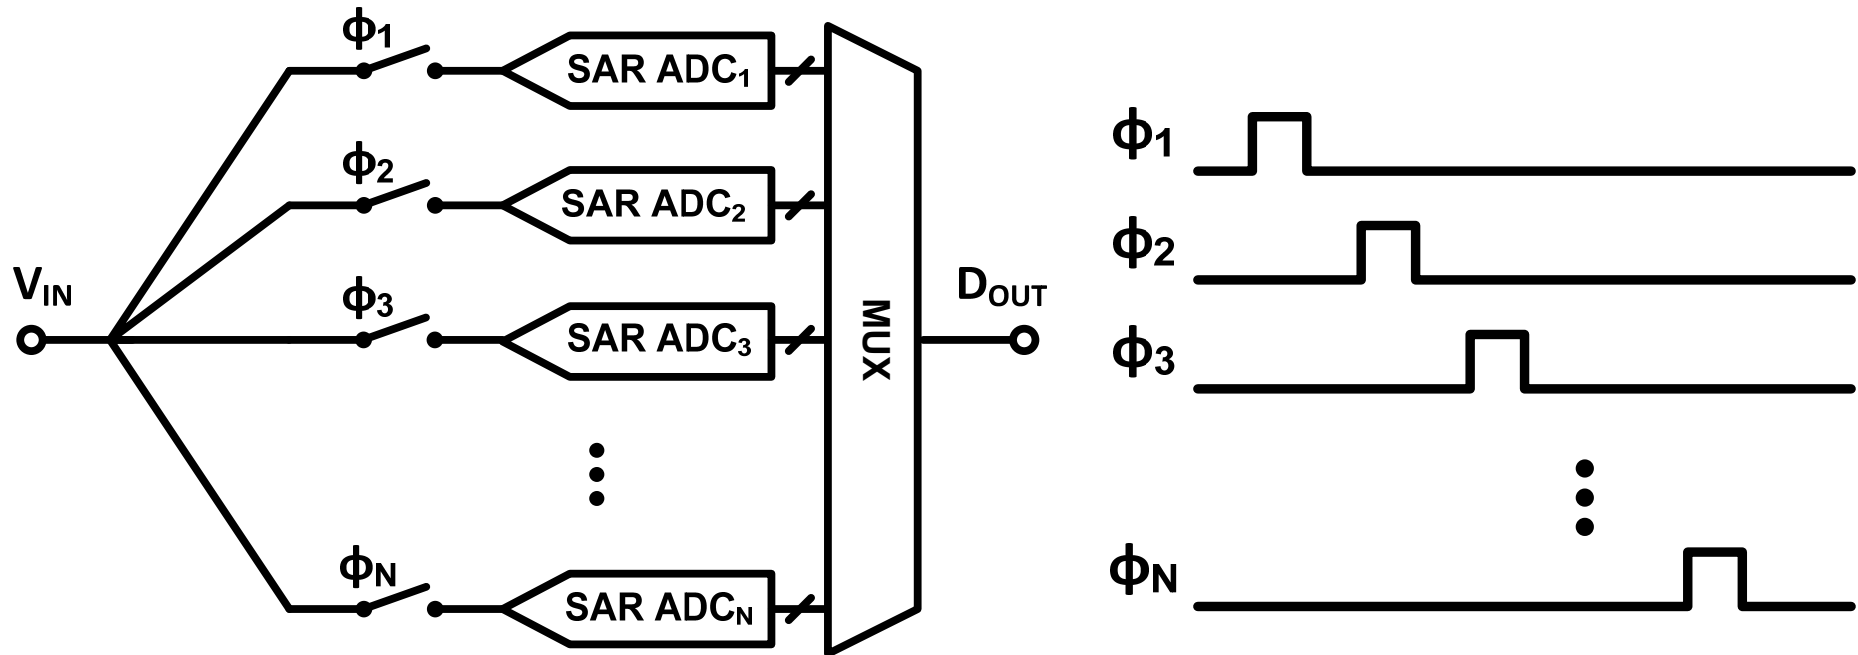 ϕ1
SAR ADC1
ϕ2
SAR ADC2
VIN
ϕ3
SAR ADC3
ϕN
SAR ADCN
MUX
DOUT
ϕ1
ϕ2
ϕ3
ϕN